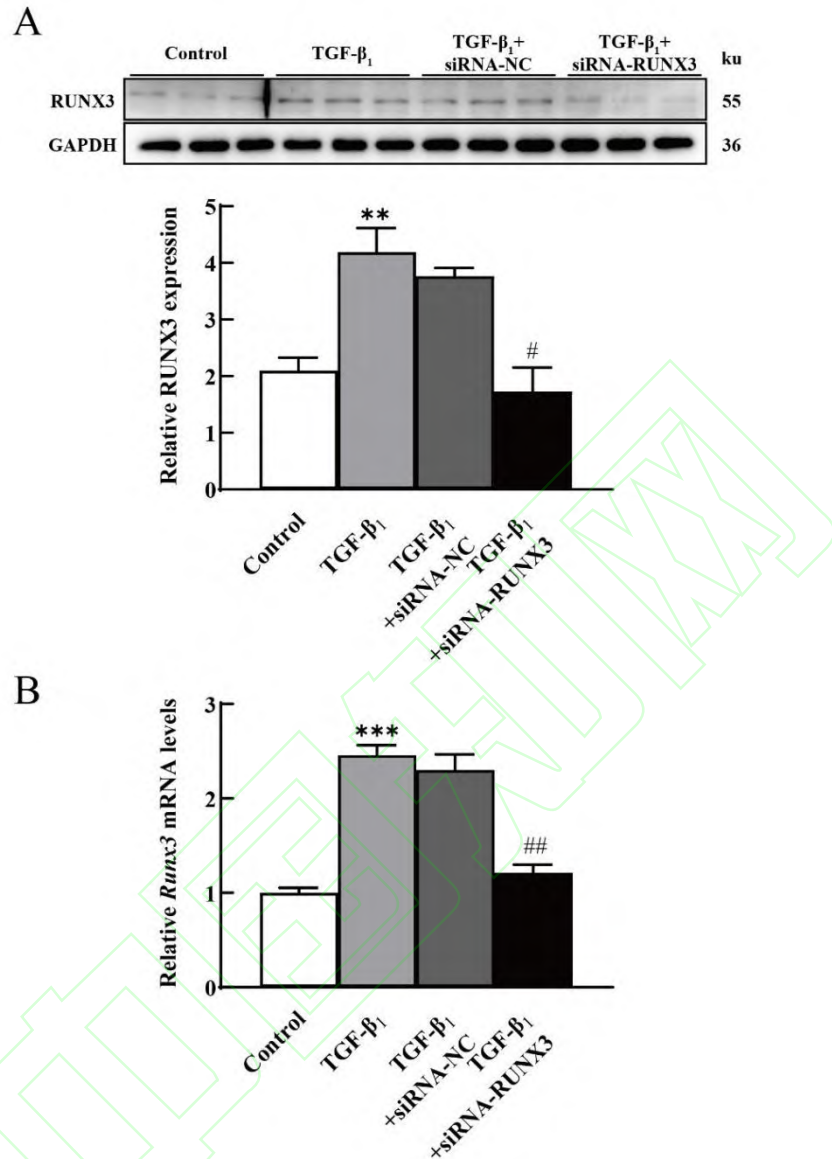 A
Control
TGF-β₁
TGF-β₁+
siRNA-NC
TGF-β₁+
siRNA-RUNX3
ku
RUNX3
55
GAPDH
36
Relative RUNX3 expression
5
4
3
2
1
0
**
#
Control
TGF-β₁
TGF-β₁
+siRNA-NC
TGF-β₁
+siRNA-RUNX3
B
Relative Runx3 mRNA levels
3
2
1
0
***
##
Control
TGF-β₁
TGF-β₁
+siRNA-NC
TGF-β₁
+siRNA-RUNX3